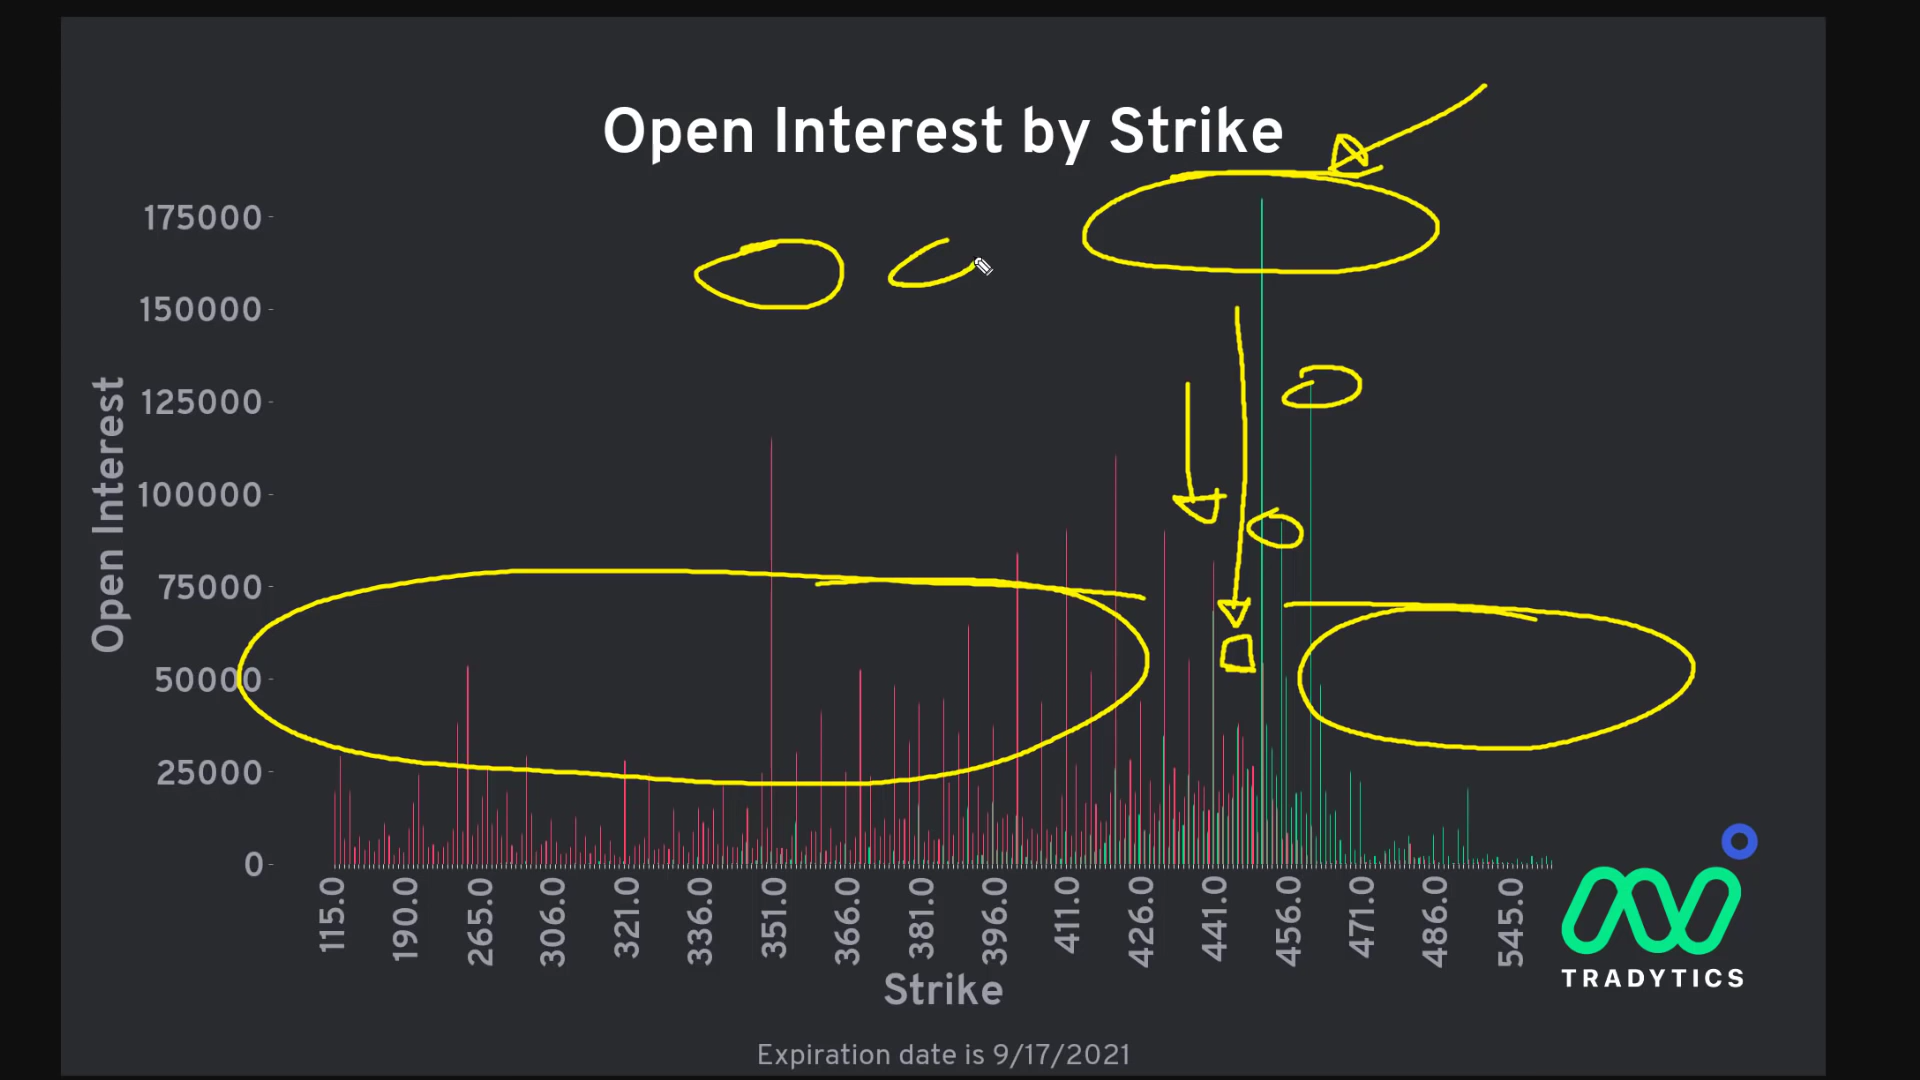 Open Interest by Strike
175000
150000
125000
100000
75000
50000
25000
0
Open Interest
115.0 190.0 265.0 306.0 321.0 336.0 351.0 366.0 381.0 396.0 411.0 426.0 441.0 456.0 471.0 486.0 545.0
Strike
TRADYTICS
Expiration date is 9/17/2021